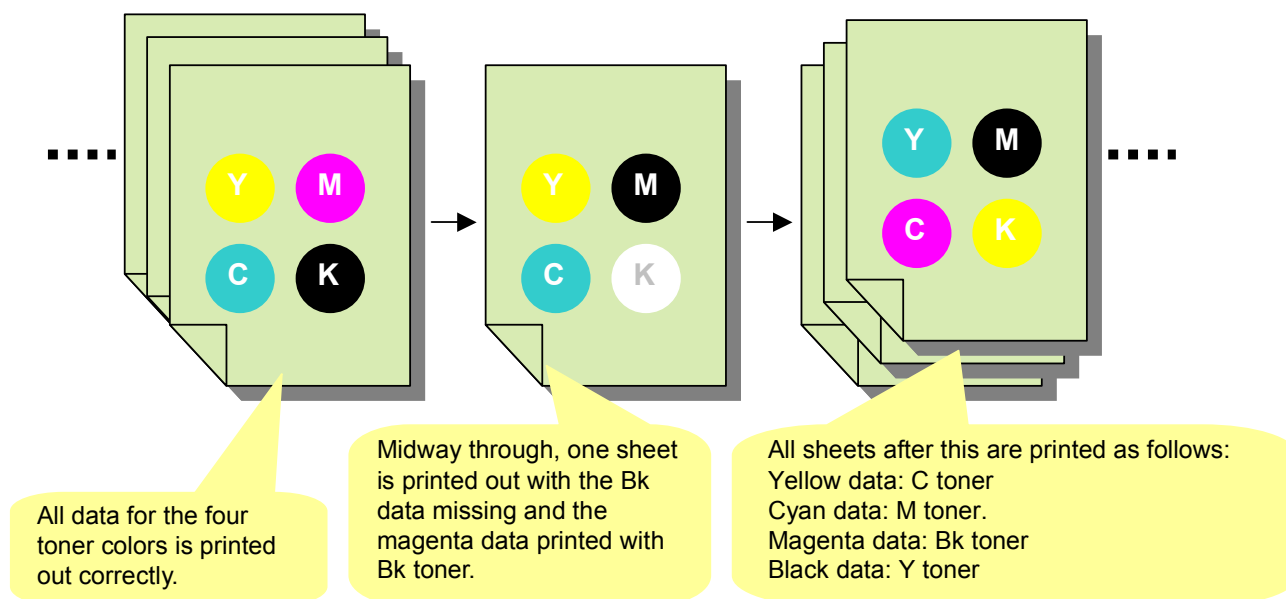 Y M
C K
Y M
C K
Y M
C K
All data for the four
toner colors is printed
out correctly.
Midway through, one sheet
is printed out with the Bk
data missing and the
magenta data printed with
Bk toner.
All sheets after this are printed as follows:
Yellow data: C toner
Cyan data: M toner.
Magenta data: Bk toner
Black data: Y toner